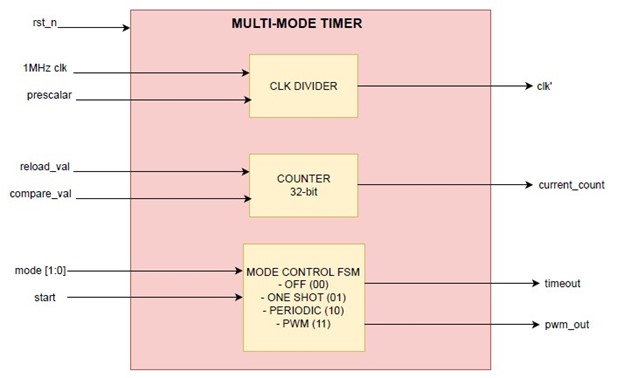 MULTI-MODE TIMER
rst_n
1MHz clk
prescalar
CLK DIVIDER
clk'
reload_val
compare_val
COUNTER
32-bit
current_count
mode [1:0]
start
MODE CONTROL FSM
- OFF (00)
- ONE SHOT (01)
- PERIODIC (10)
- PWM (11)
timeout
pwm_out